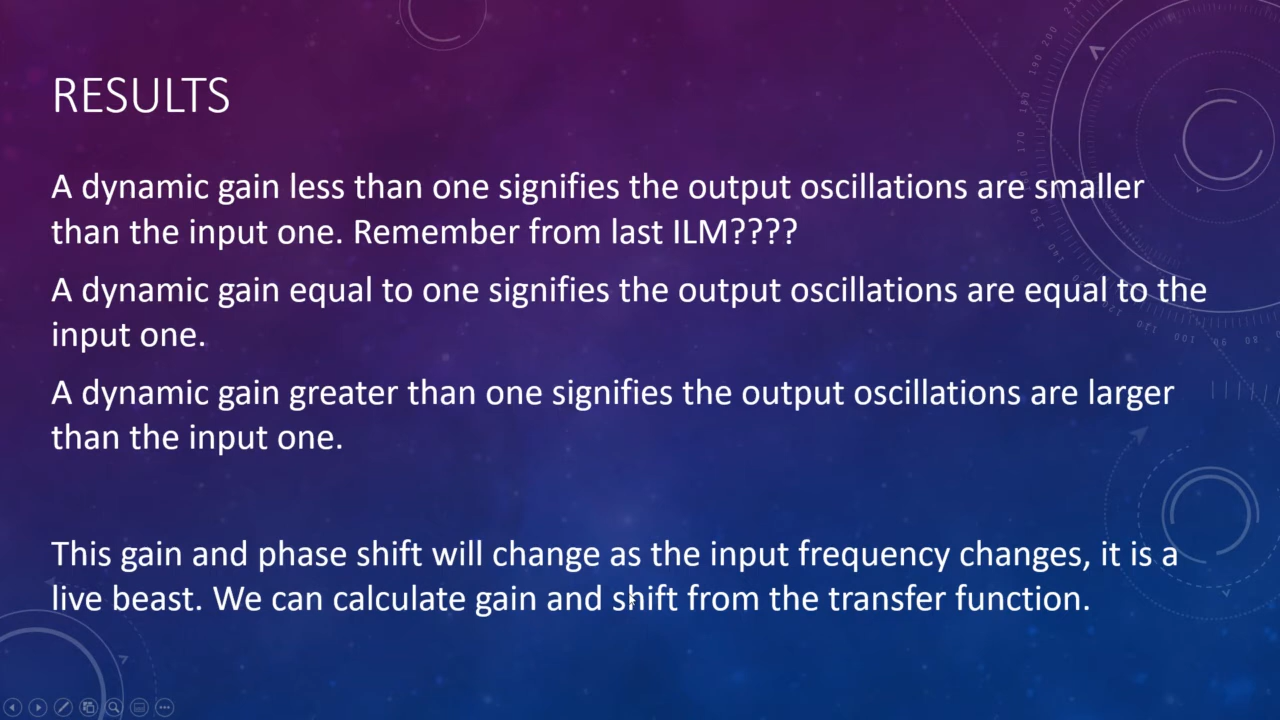 RESULTS
A dynamic gain less than one signifies the output oscillations are smaller
than the input one. Remember from last ILM????
A dynamic gain equal to one signifies the output oscillations are equal to the
input one.
A dynamic gain greater than one signifies the output oscillations are larger
than the input one.
This gain and phase shift will change as the input frequency changes, it is a
live beast. We can calculate gain and shift from the transfer function.